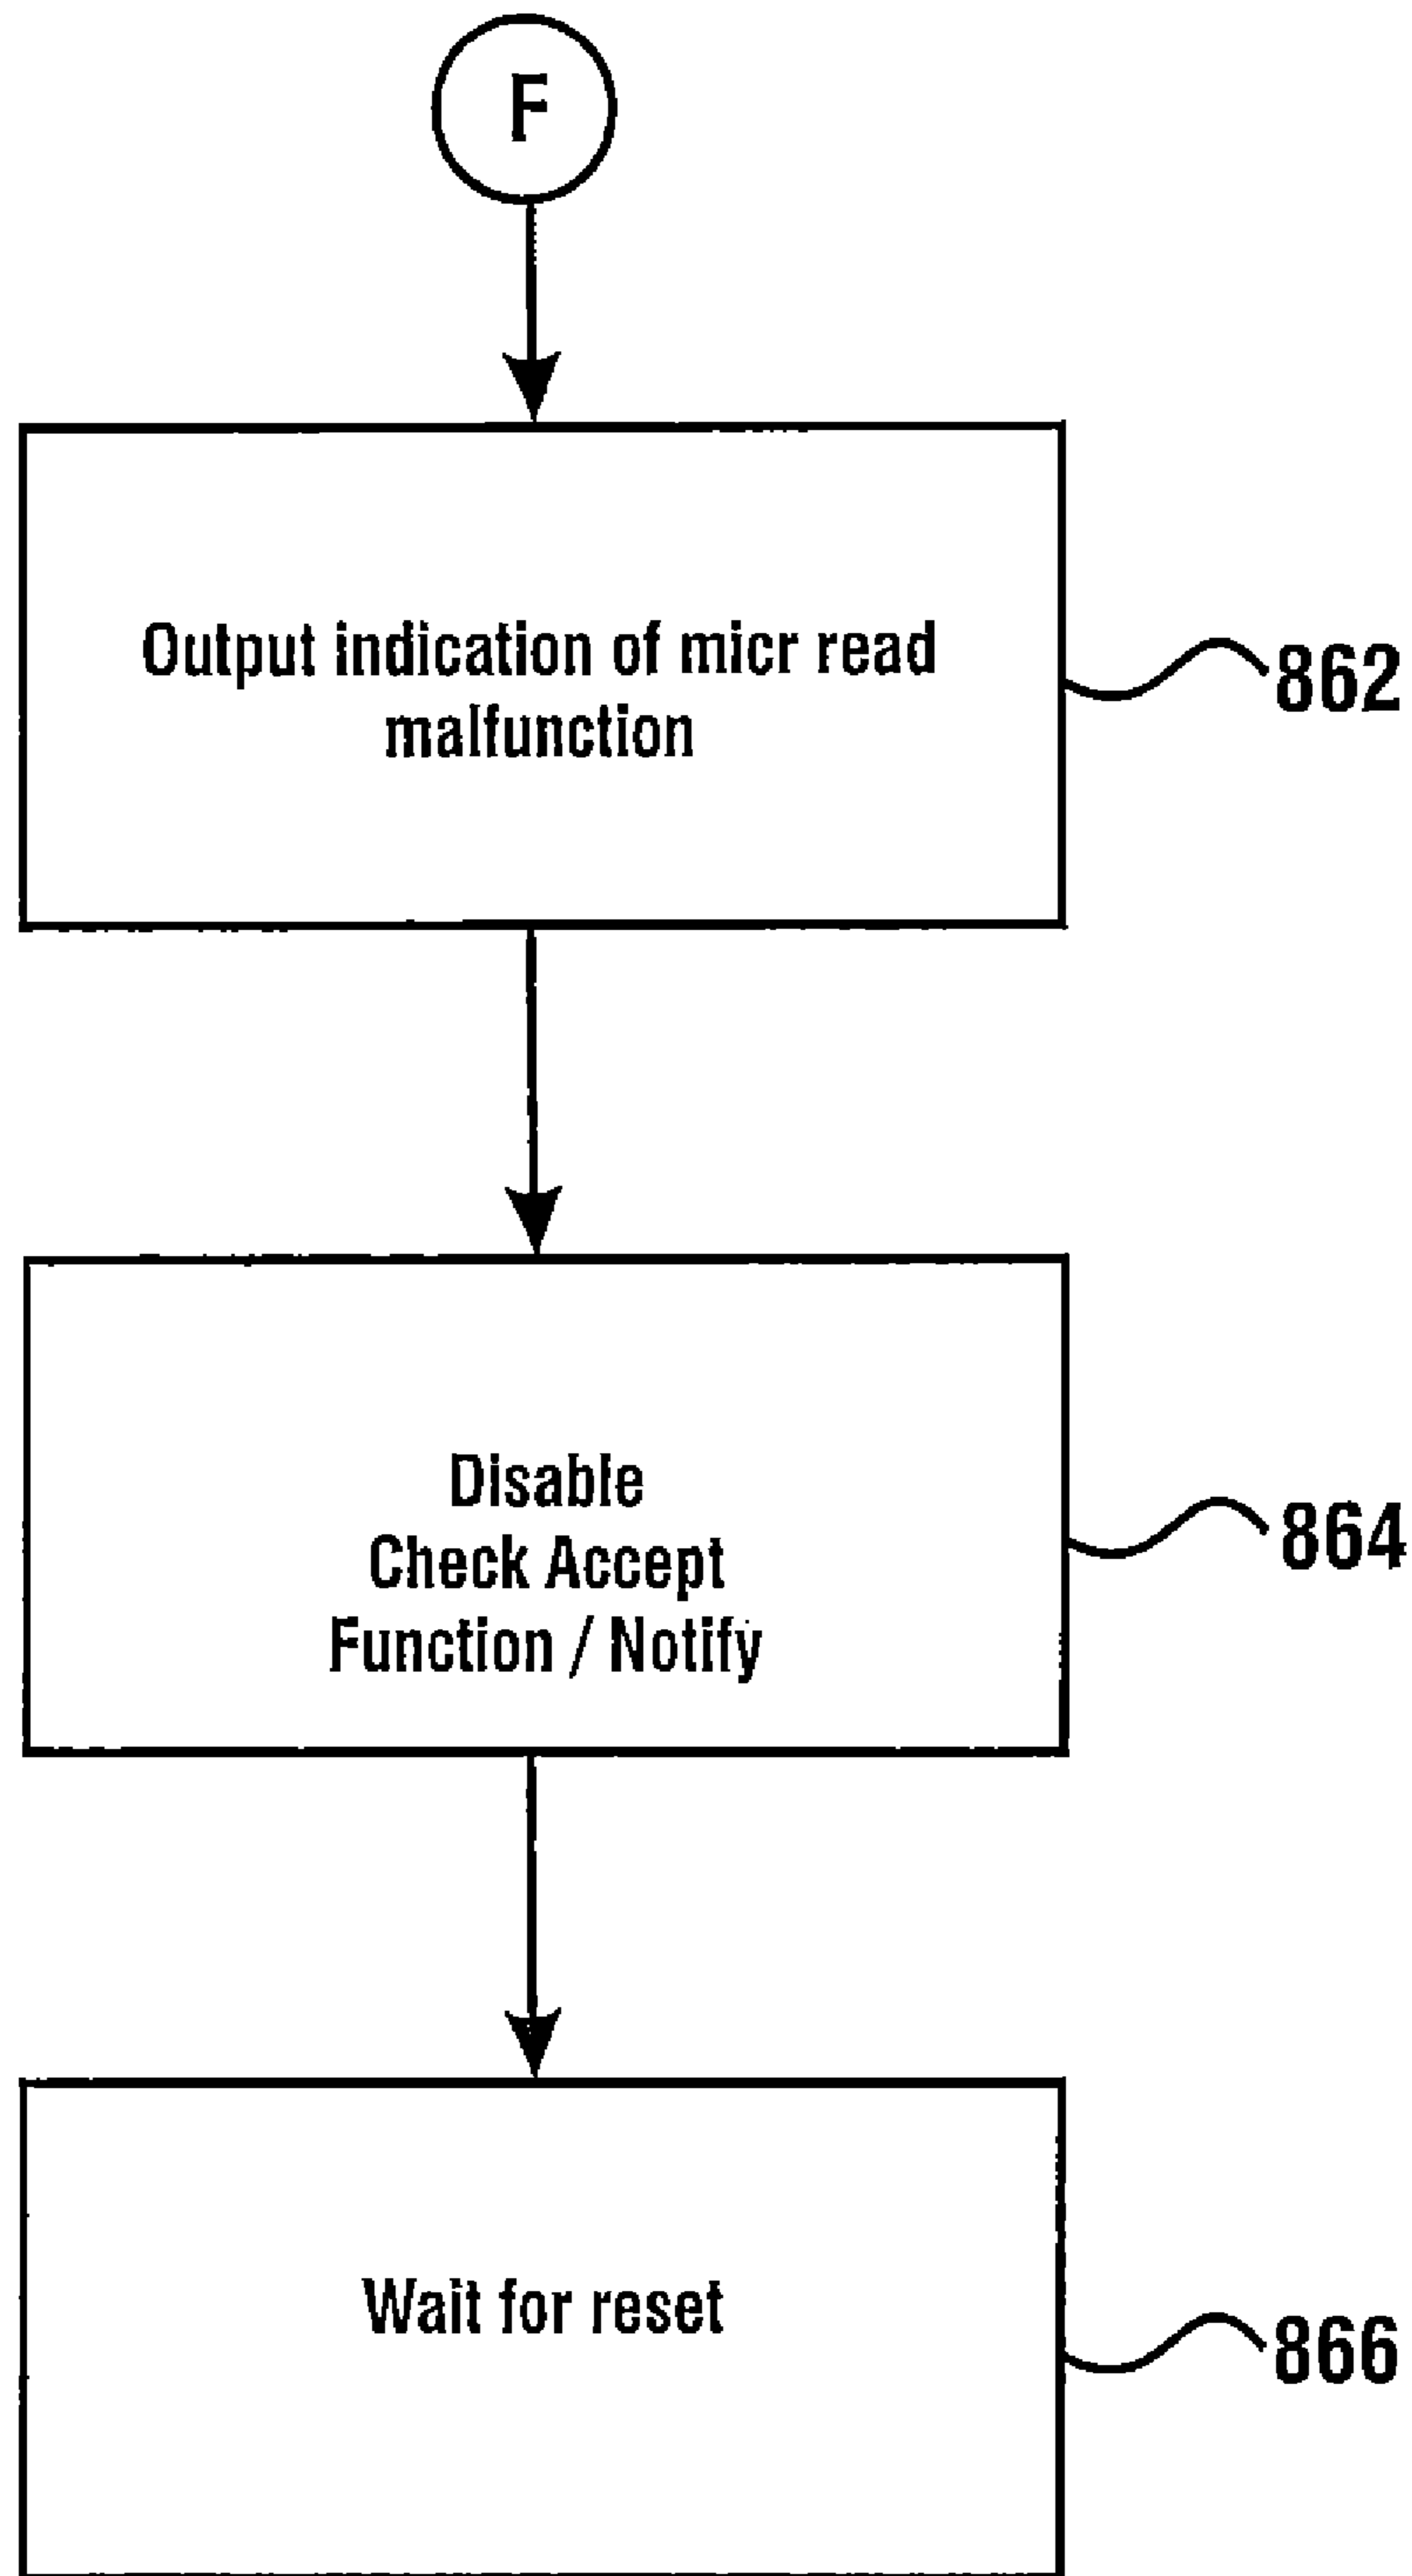 F
Output indication of micr read
malfunction
862
Disable
Check Accept
Function / Notify
864
Wait for reset
866